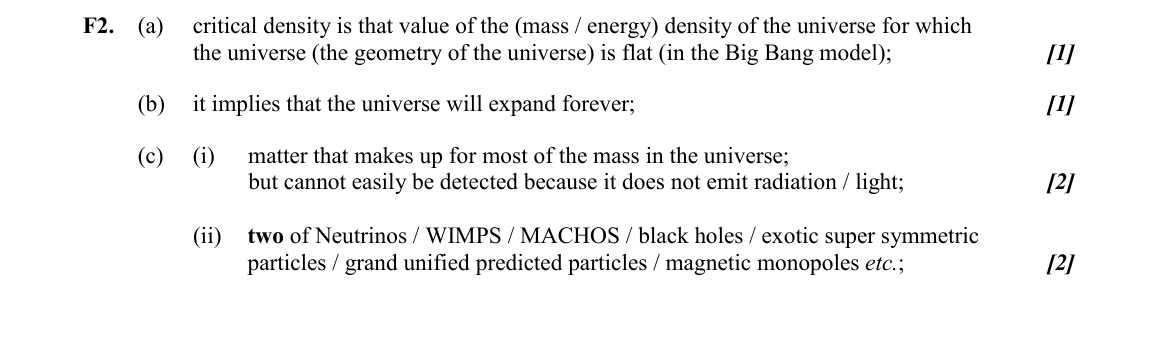 F2. (a) critical density is that value of the (mass / energy) density of the universe for which
the universe (the geometry of the universe) is flat (in the Big Bang model); [1]
(b) it implies that the universe will expand forever; [1]
(c) (i) matter that makes up for most of the mass in the universe;
but cannot easily be detected because it does not emit radiation / light; [2]
(ii) two of Neutrinos / WIMPS / MACHOS / black holes / exotic super symmetric
particles / grand unified predicted particles / magnetic monopoles etc.; [2]